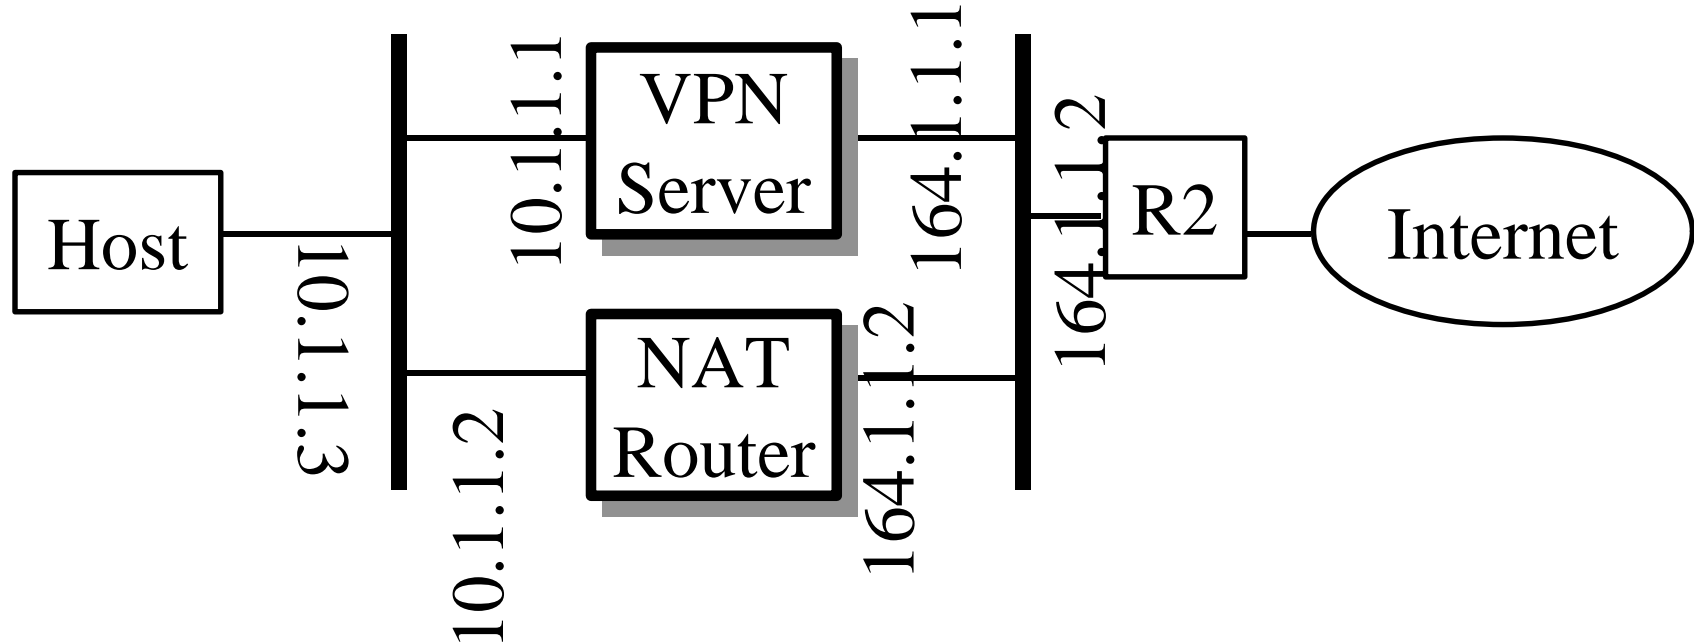 Host
10.1.1.3
10.1.1.1
VPN
Server
164.1.1.1
10.1.1.2
NAT
Router
164.1.1.2
164.1.1.2
R2
Internet